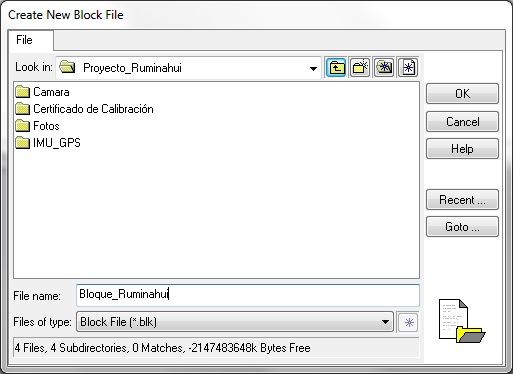 Create New Block File
File
Look in: Proyecto_Ruminahui
Camara
Certificado de Calibración
Fotos
IMU_GPS
OK
Cancel
Help
Recent ...
Goto ...
File name: Bloque_Ruminahui
Files of type: Block File (*.blk)
4 Files, 4 Subdirectories, 0 Matches, -2147483648k Bytes Free